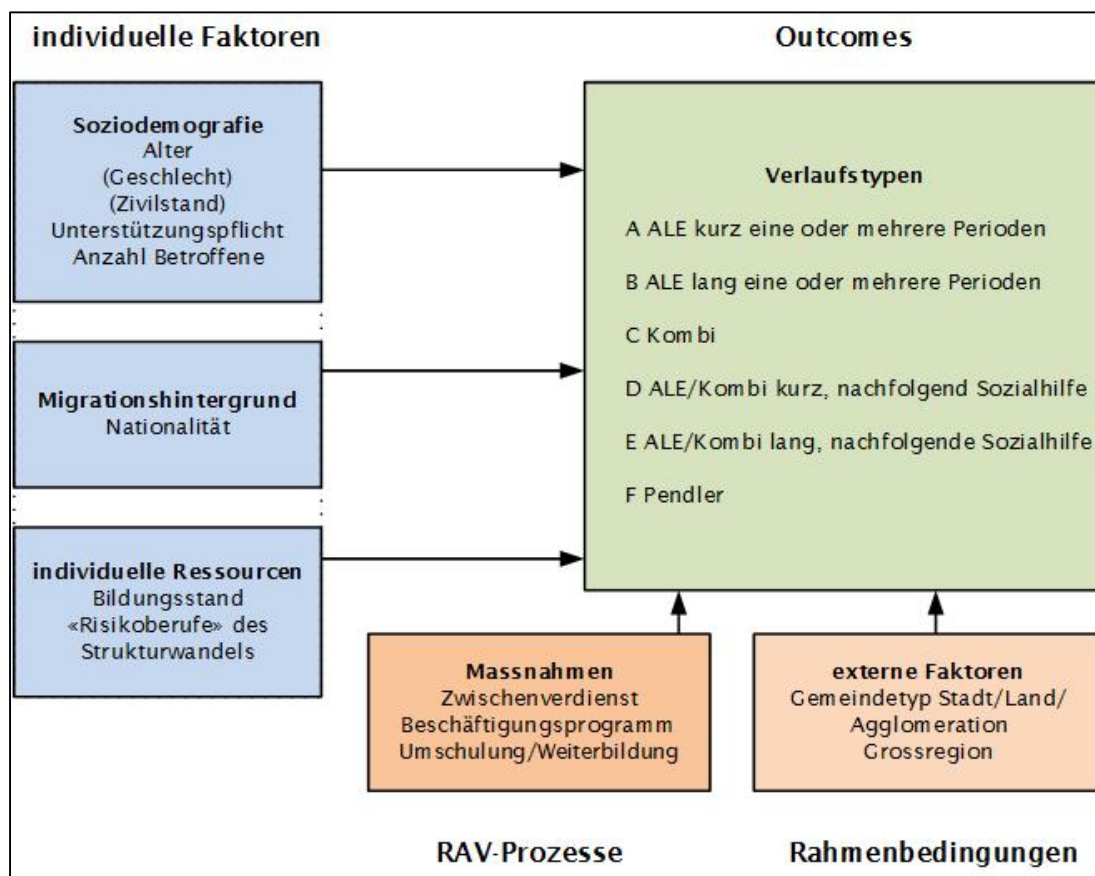 individuelle Faktoren
Outcomes
Soziodemografie
Alter
(Geschlecht)
(Zivilstand)
Unterstützungspflicht
Anzahl Betroffene
Migrationshintergrund
Nationalität
individuelle Ressourcen
Bildungsstand
«Risikoberufe» des
Strukturwandels
Verlaufstypen
A ALE kurz eine oder mehrere Perioden
B ALE lang eine oder mehrere Perioden
C Kombi
D ALE/Kombi kurz, nachfolgend Sozialhilfe
E ALE/Kombi lang, nachfolgende Sozialhilfe
F Pendler
Massnahmen
Zwischenverdienst
Beschäftigungsprogramm
Umschulung/Weiterbildung
externe Faktoren
Gemeindetyp Stadt/Land/
Agglomeration
Grossregion
RAV-Prozesse
Rahmenbedingungen